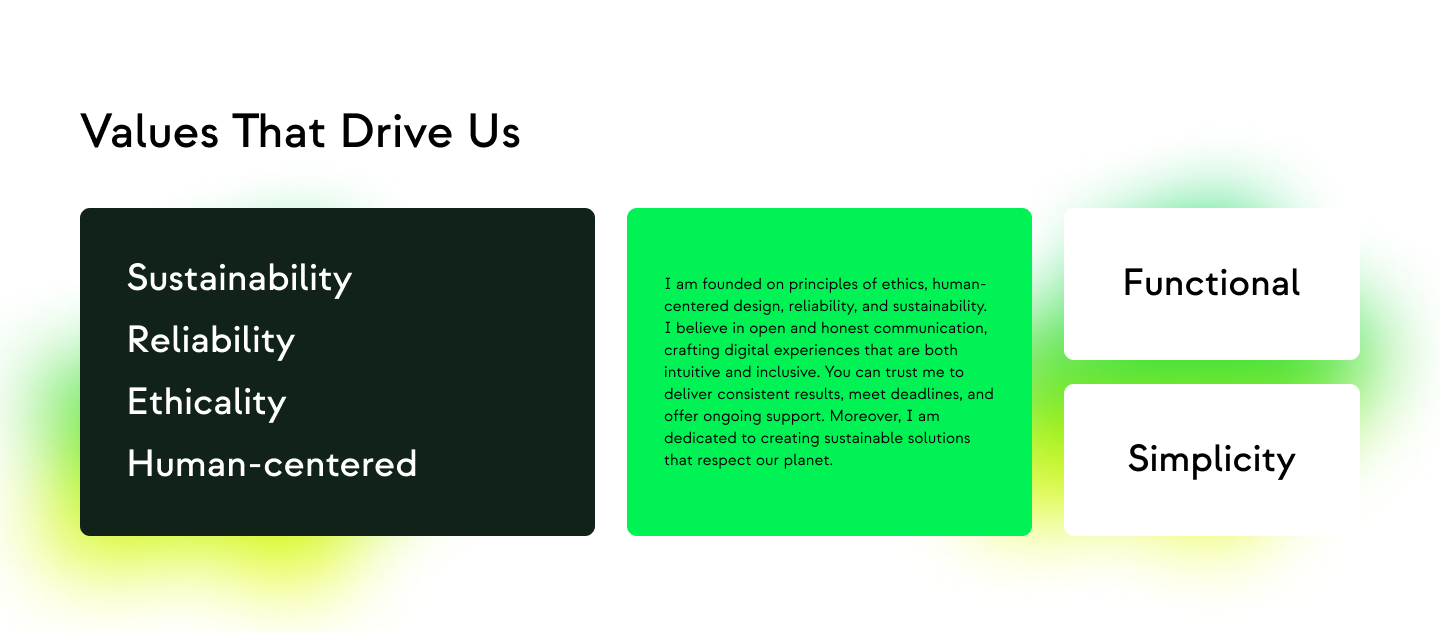 Values That Drive Us
Sustainability
Reliability
Ethicality
Human-centered
I am founded on principles of ethics, human-
centered design, reliability, and sustainability.
I believe in open and honest communication,
crafting digital experiences that are both
intuitive and inclusive. You can trust me to
deliver consistent results, meet deadlines, and
offer ongoing support. Moreover, I am
dedicated to creating sustainable solutions
that respect our planet.
Functional
Simplicity